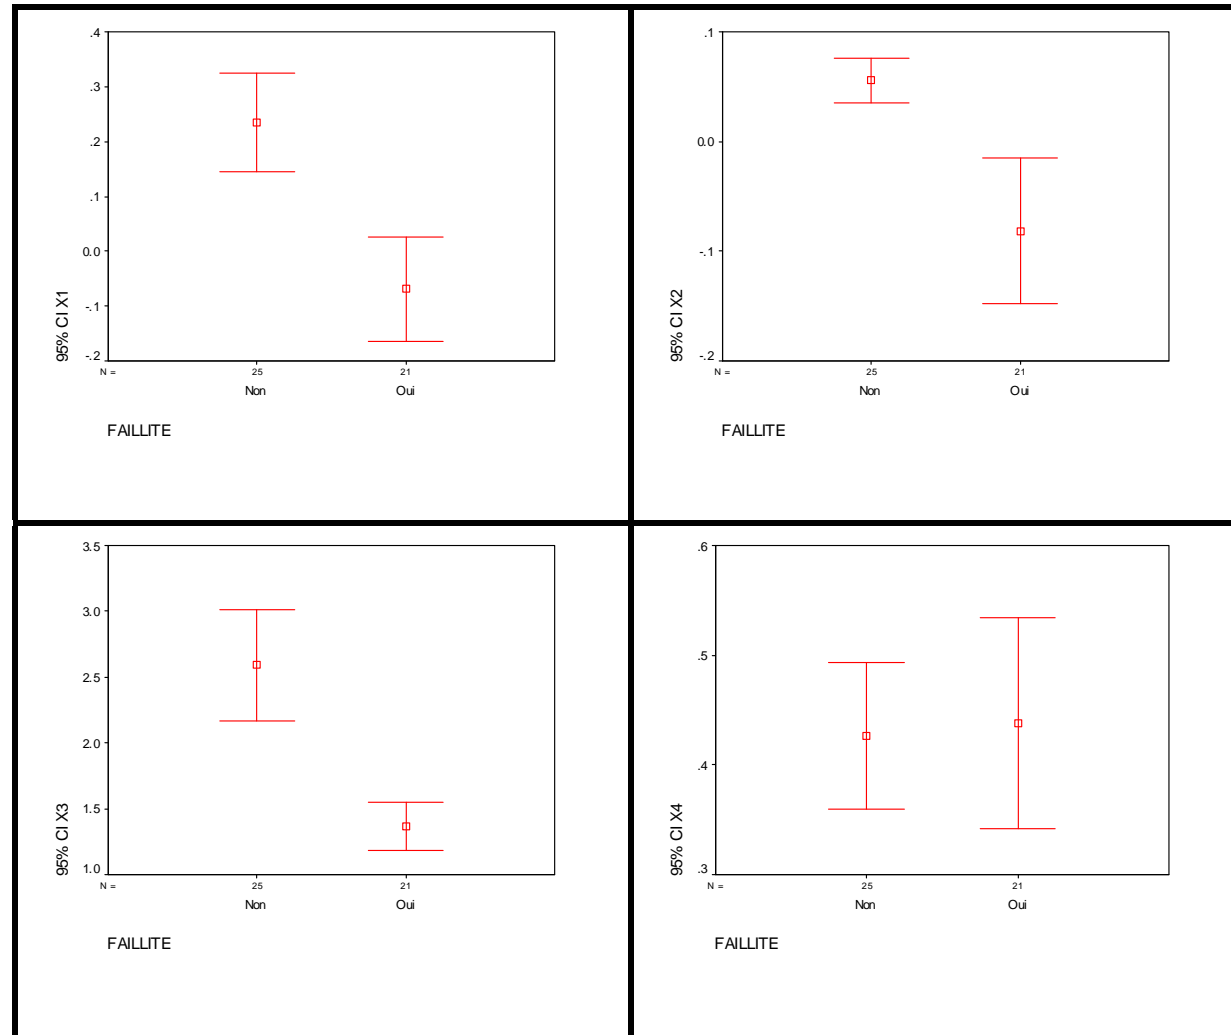 .4
.3
.2
.1
0.0
-.1
-.2
95% CI X1
N = 25 21
Non Oui
FAILLITE
.1
0.0
-.1
-.2
95% CI X2
N = 25 21
Non Oui
FAILLITE
3.5
3.0
2.5
2.0
1.5
1.0
95% CI X3
N = 25 21
Non Oui
FAILLITE
.6
.5
.4
.3
95% CI X4
N = 25 21
Non Oui
FAILLITE